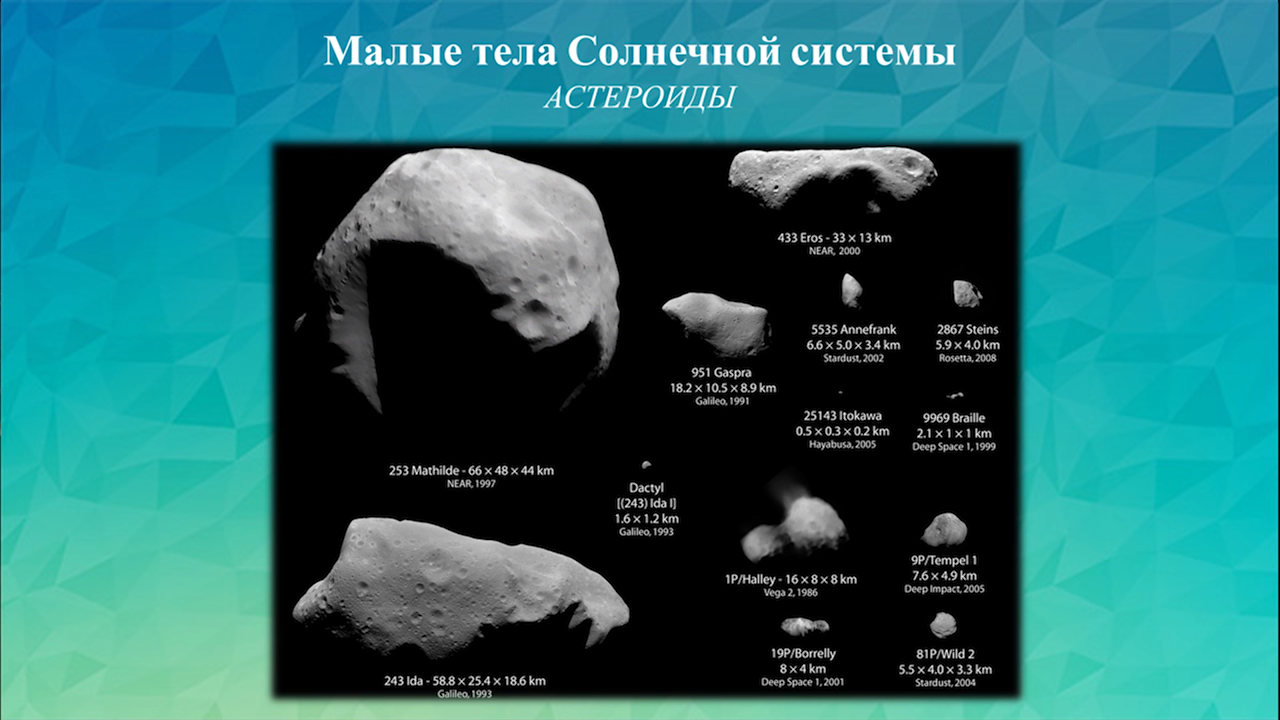 Малые тела Солнечной системы
АСТЕРОИДЫ
433 Eros - 33 × 13 km
NEAR, 2000
5535 Annefrank
6.6 × 5.0 × 3.4 km
Stardust, 2002
2867 Steins
5.9 × 4.0 km
Rosetta, 2008
951 Gaspra
18.2 × 10.5 × 8.9 km
Galileo, 1991
25143 Itokawa
0.5 × 0.3 × 0.2 km
Hayabusa, 2005
9969 Braille
2.1 × 1 × 1 km
Deep Space 1, 1999
253 Mathilde - 66 × 48 × 44 km
NEAR, 1997
Dactyl
[(243) Ida I]
1.6 × 1.2 km
Galileo, 1993
1P/Halley - 16 × 8 × 8 km
Vega 2, 1986
9P/Tempel 1
7.6 × 4.9 km
Deep Impact, 2005
19P/Borrelly
8 × 4 km
Deep Space 1, 2001
81P/Wild 2
5.5 × 4.0 × 3.3 km
Stardust, 2004
243 Ida - 58.8 × 25.4 × 18.6 km
Galileo, 1993